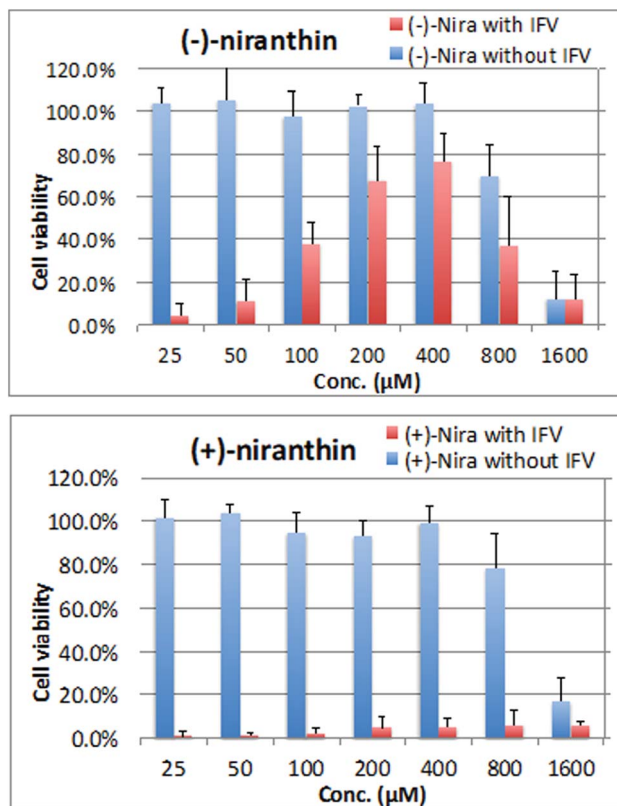 (-)-niranthin
(-)-Nira with IFV
(-)-Nira without IFV
120.0%
100.0%
80.0%
60.0%
40.0%
20.0%
0.0%
Cell viability
25 50 100 200 400 800 1600
Conc. (µM)
(+)-niranthin
(+)-Nira with IFV
(+)-Nira without IFV
120.0%
100.0%
80.0%
60.0%
40.0%
20.0%
0.0%
Cell viability
25 50 100 200 400 800 1600
Conc. (µM)